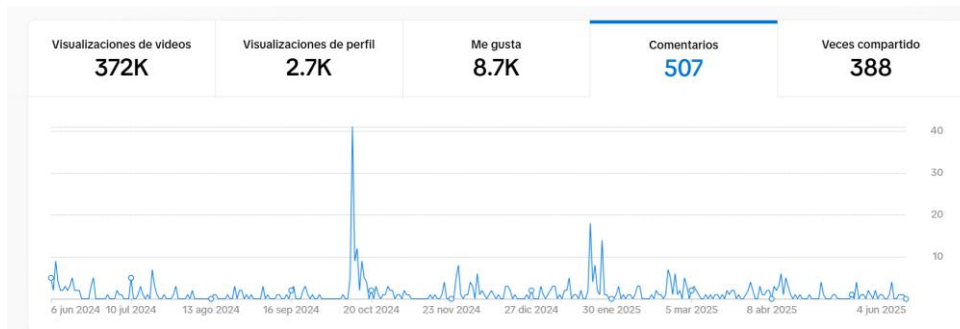 Visualizaciones de videos Visualizaciones de perfil Me gusta Comentarios Veces compartido
372K 2.7K 8.7K 507 388
40
30
20
10
6 jun 2024 10 jul 2024 13 ago 2024 16 sep 2024 20 oct 2024 23 nov 2024 27 dic 2024 30 ene 2025 5 mar 2025 8 abr 2025 4 jun 2025